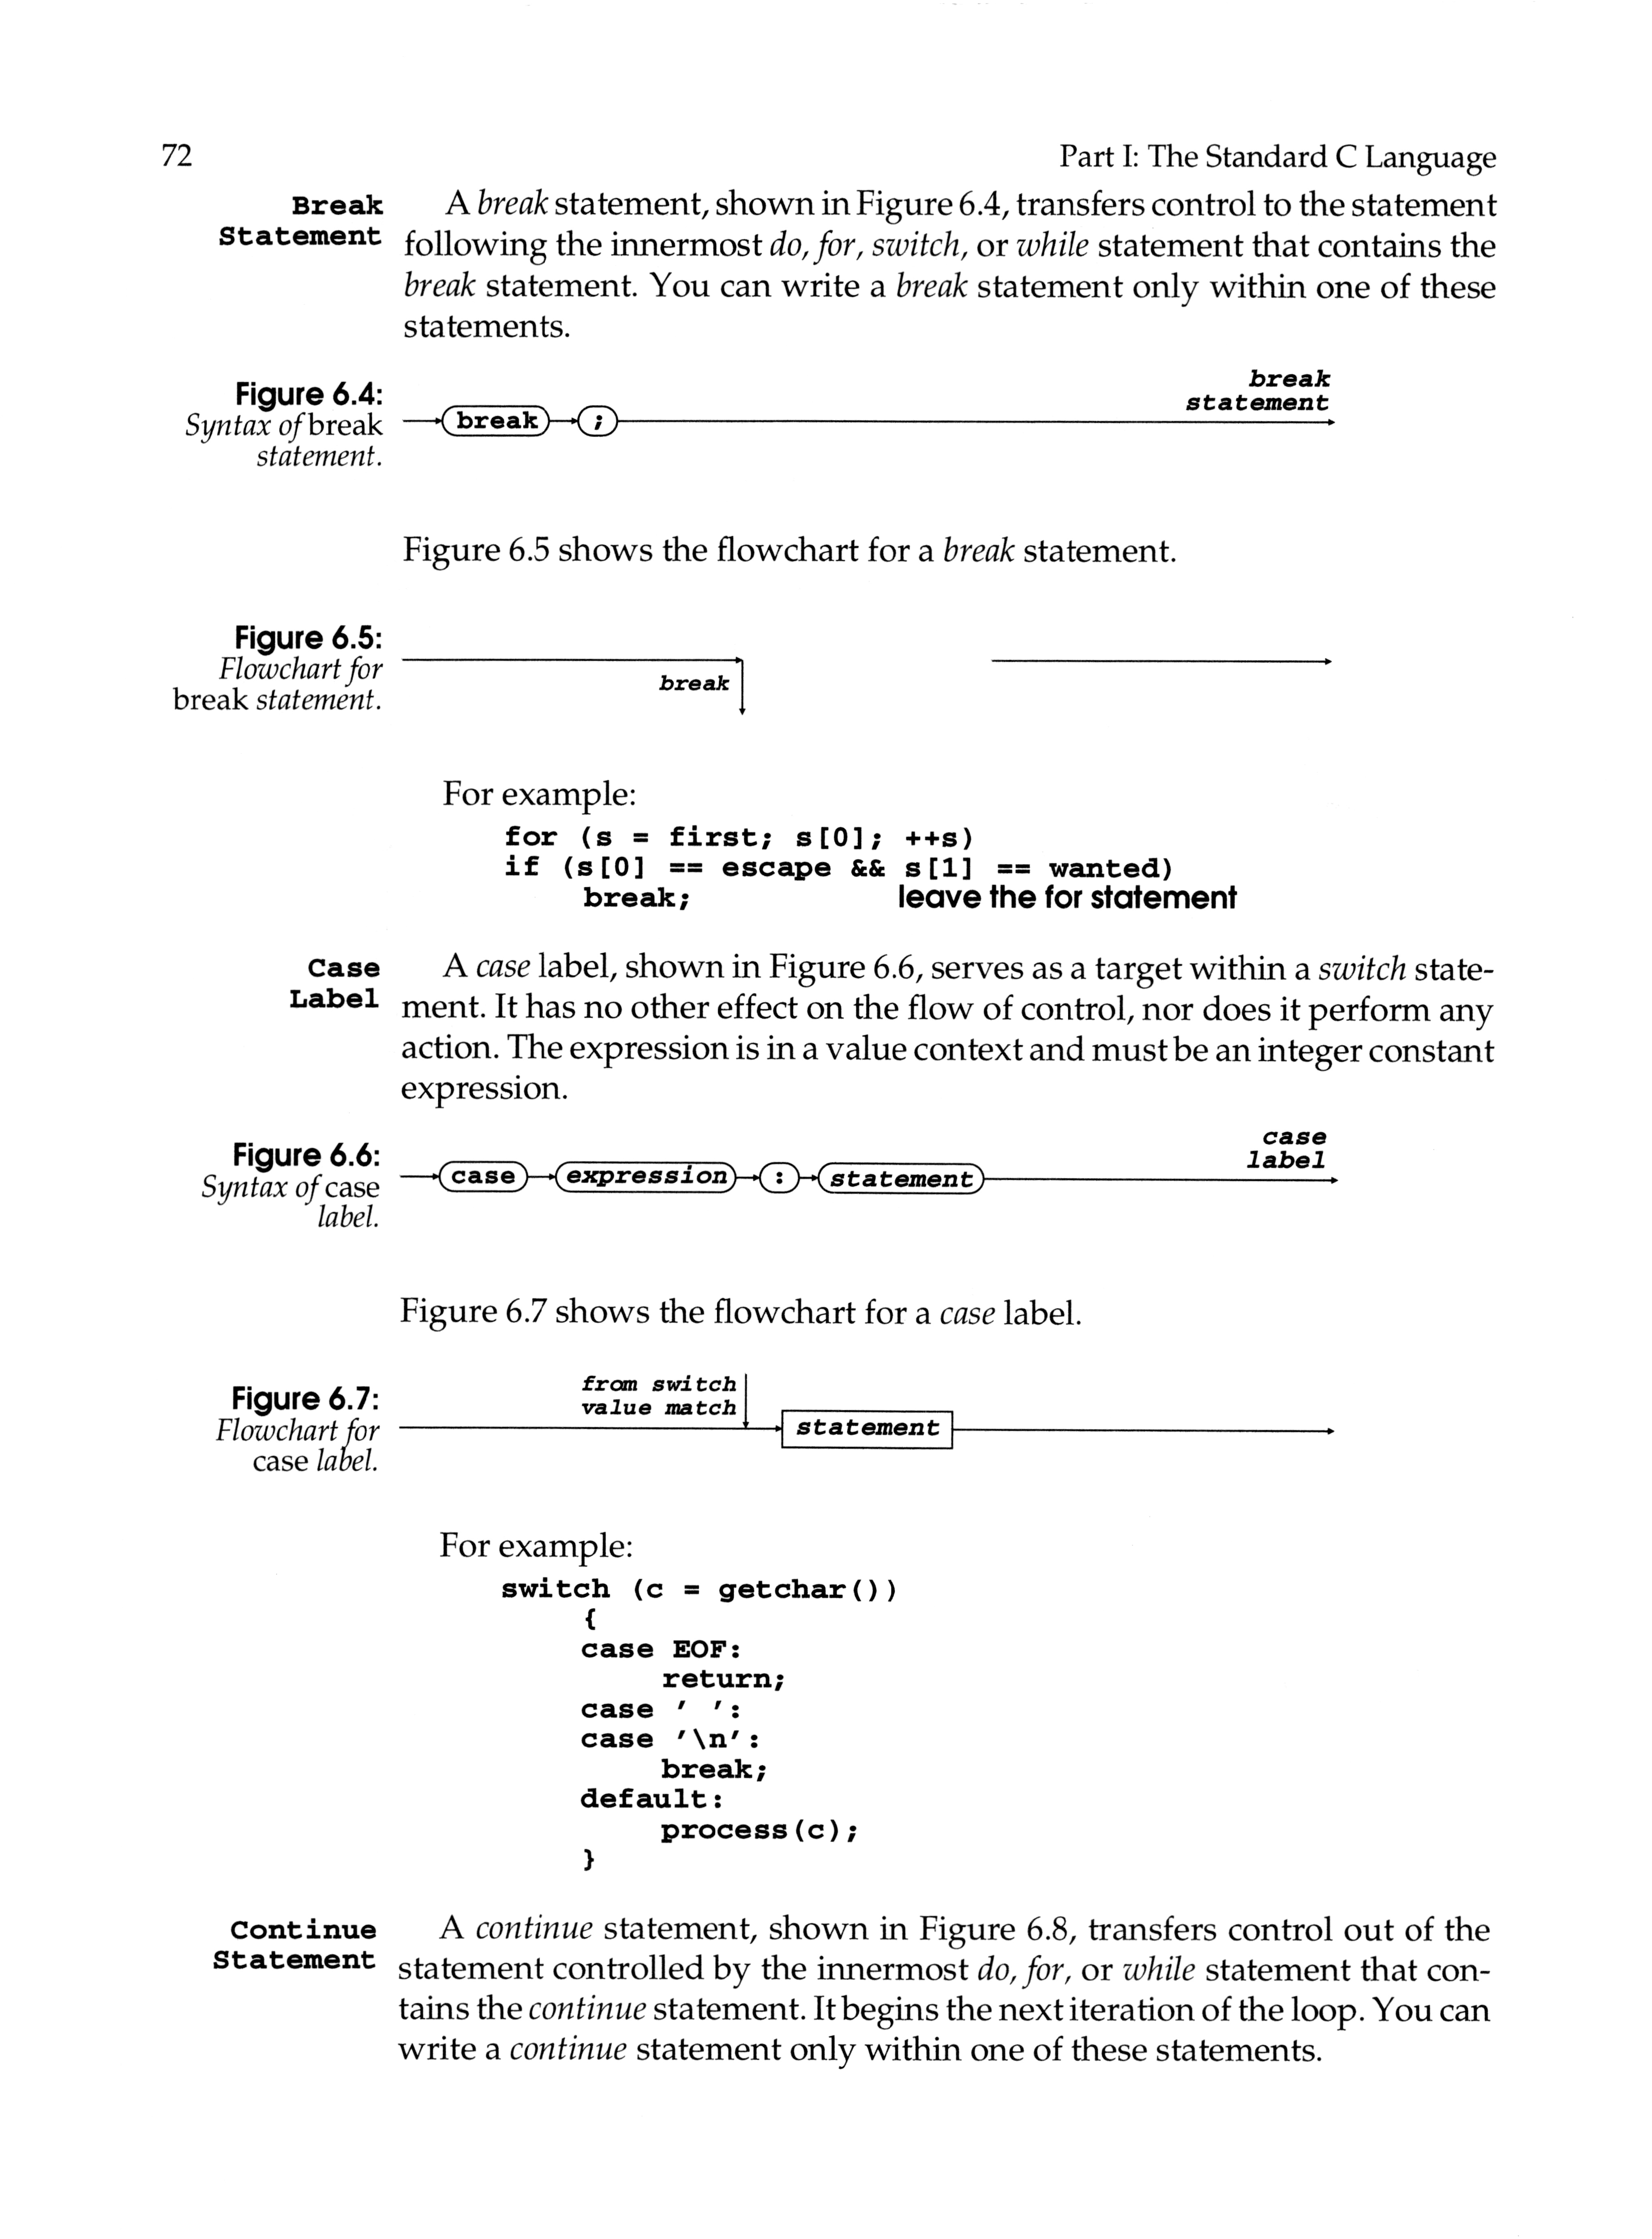 72
Part I: The Standard C Language
Break
Statement
A break statement, shown in Figure 6.4, transfers control to the statement
following the innermost do, for, switch, or while statement that contains the
break statement. You can write a break statement only within one of these
statements.
Figure 6.4:
Syntax of break
statement.
break
;
break
statement
Figure 6.5 shows the flowchart for a break statement.
Figure 6.5:
Flowchart for
break statement.
break
For example:
for (s = first; s[0]; ++s)
if (s[0] == escape && s[1] == wanted)
break; leave the for statement
Case
Label
A case label, shown in Figure 6.6, serves as a target within a switch state-
ment. It has no other effect on the flow of control, nor does it perform any
action. The expression is in a value context and must be an integer constant
expression.
Figure 6.6:
Syntax of case
label.
case
expression
:
statement
case
label
Figure 6.7 shows the flowchart for a case label.
Figure 6.7:
Flowchart for
case label.
from switch
value match
statement
For example:
switch (c = getchar())
{
case EOF:
return;
case ' ':
case '\n':
break;
default:
process(c);
}
Continue
Statement
A continue statement, shown in Figure 6.8, transfers control out of the
statement controlled by the innermost do, for, or while statement that con-
tains the continue statement. It begins the next iteration of the loop. You can
write a continue statement only within one of these statements.